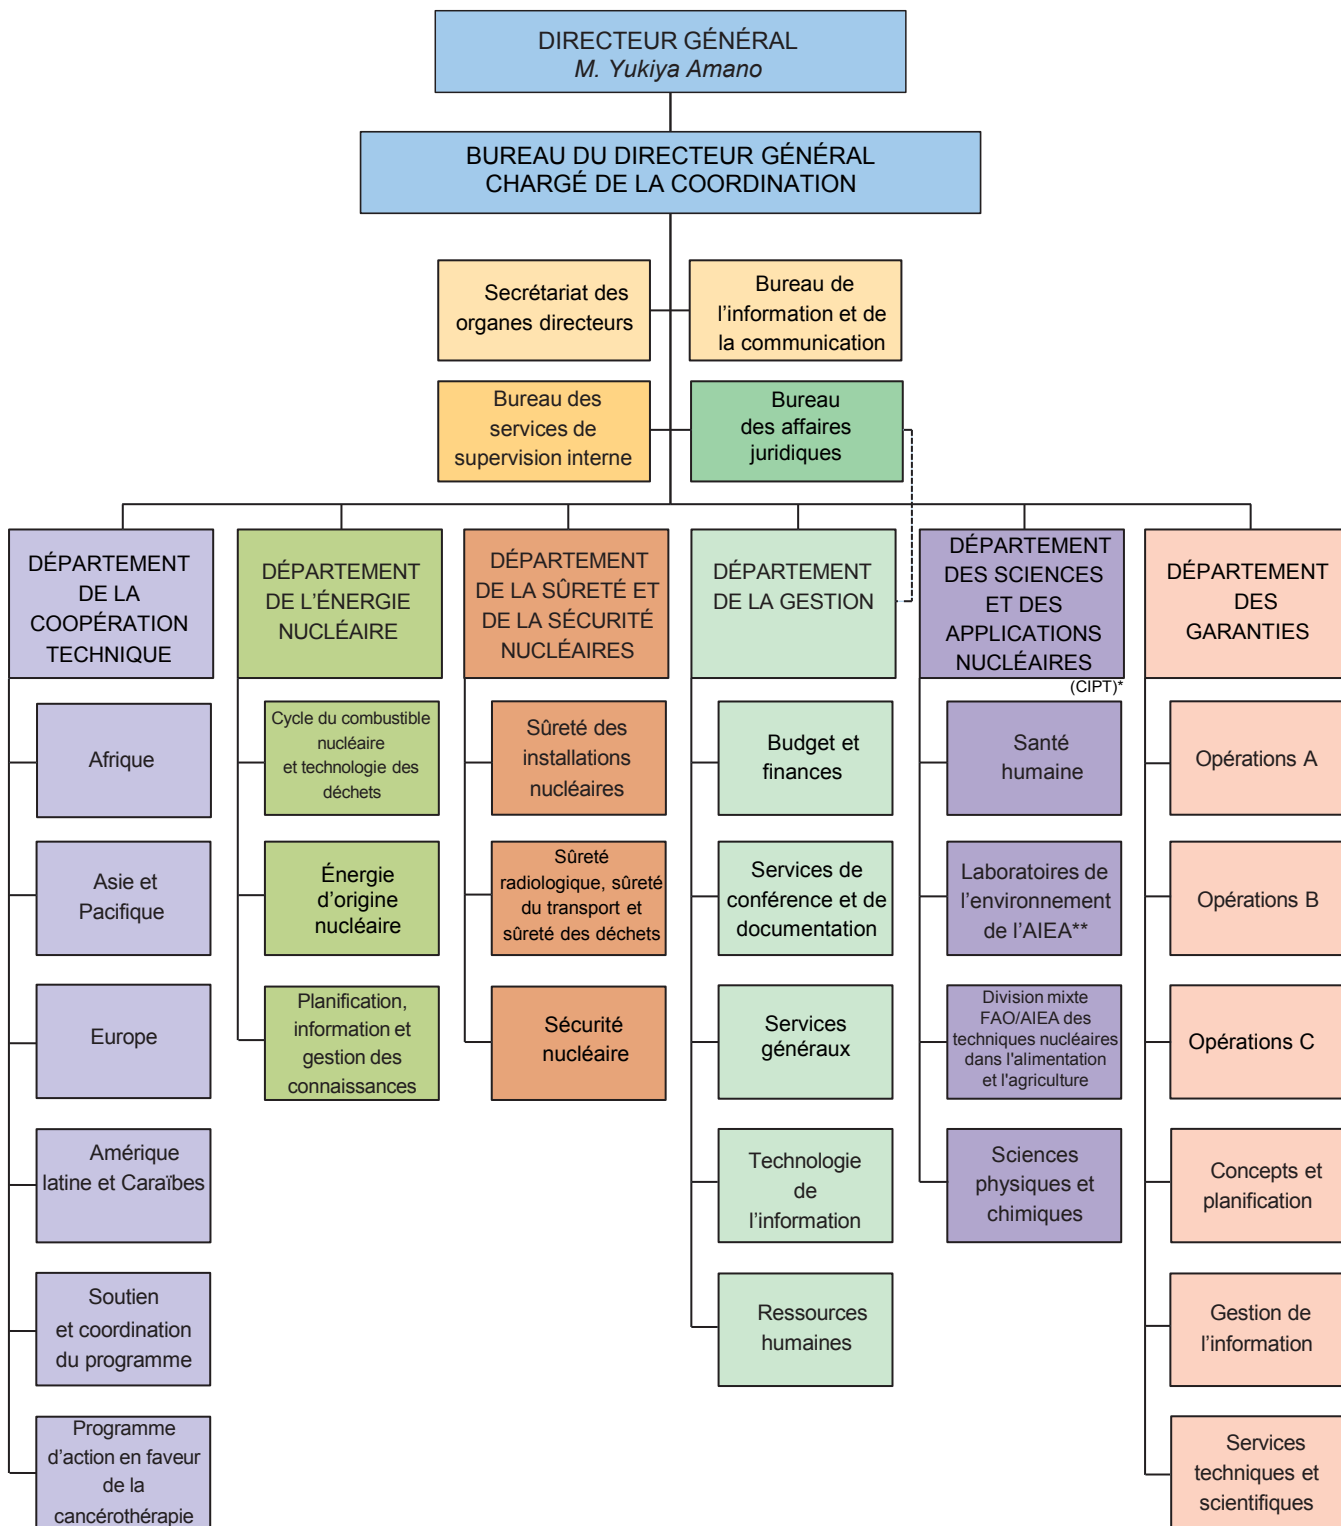 DIRECTEUR GÉNÉRAL
M. Yukiya Amano
BUREAU DU DIRECTEUR GÉNÉRAL
CHARGÉ DE LA COORDINATION
Secrétariat des
organes directeurs
Bureau de
l’information et de
la communication
Bureau des
services de
supervision interne
Bureau
des affaires
juridiques
DÉPARTEMENT
DE LA
COOPÉRATION
TECHNIQUE
Afrique
Asie et
Pacifique
Europe
Amérique
latine et Caraïbes
Soutien
et coordination
du programme
Programme
d’action en faveur
de la
cancérothérapie
DÉPARTEMENT
DE L’ÉNERGIE
NUCLÉAIRE
Cycle du combustible
nucléaire
et technologie des
déchets
Énergie
d’origine
nucléaire
Planification,
information et
gestion des
connaissances
DÉPARTEMENT
DE LA SÛRETÉ ET
DE LA SÉCURITÉ
NUCLÉAIRES
Sûreté des
installations
nucléaires
Sûreté
radiologique, sûreté
du transport et
sûreté des déchets
Sécurité
nucléaire
DÉPARTEMENT
DE LA GESTION
Budget et
finances
Services de
conférence et de
documentation
Services
généraux
Technologie
de
l’information
Ressources
humaines
DÉPARTEMENT
DES SCIENCES
ET DES
APPLICATIONS
NUCLÉAIRES
(CIPT)*
Santé
humaine
Laboratoires de
l’environnement
de l’AIEA**
Division mixte
FAO/AIEA des
techniques nucléaires
dans l'alimentation
et l'agriculture
Sciences
physiques et
chimiques
DÉPARTEMENT
DES
GARANTIES
Opérations A
Opérations B
Opérations C
Concepts et
planification
Gestion de
l’information
Services
techniques et
scientifiques